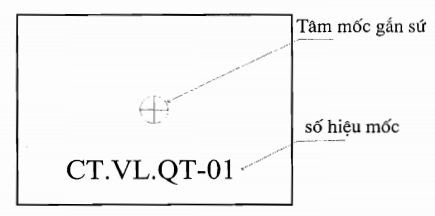 Tâm mốc gắn sứ
số hiệu mốc
CT.VL.QT-01